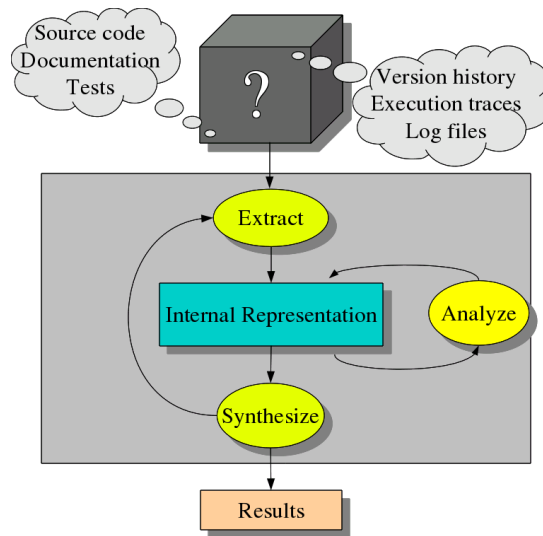 Source code
Documentation
Tests
?
Version history
Execution traces
Log files
Extract
Internal Representation
Analyze
Synthesize
Results